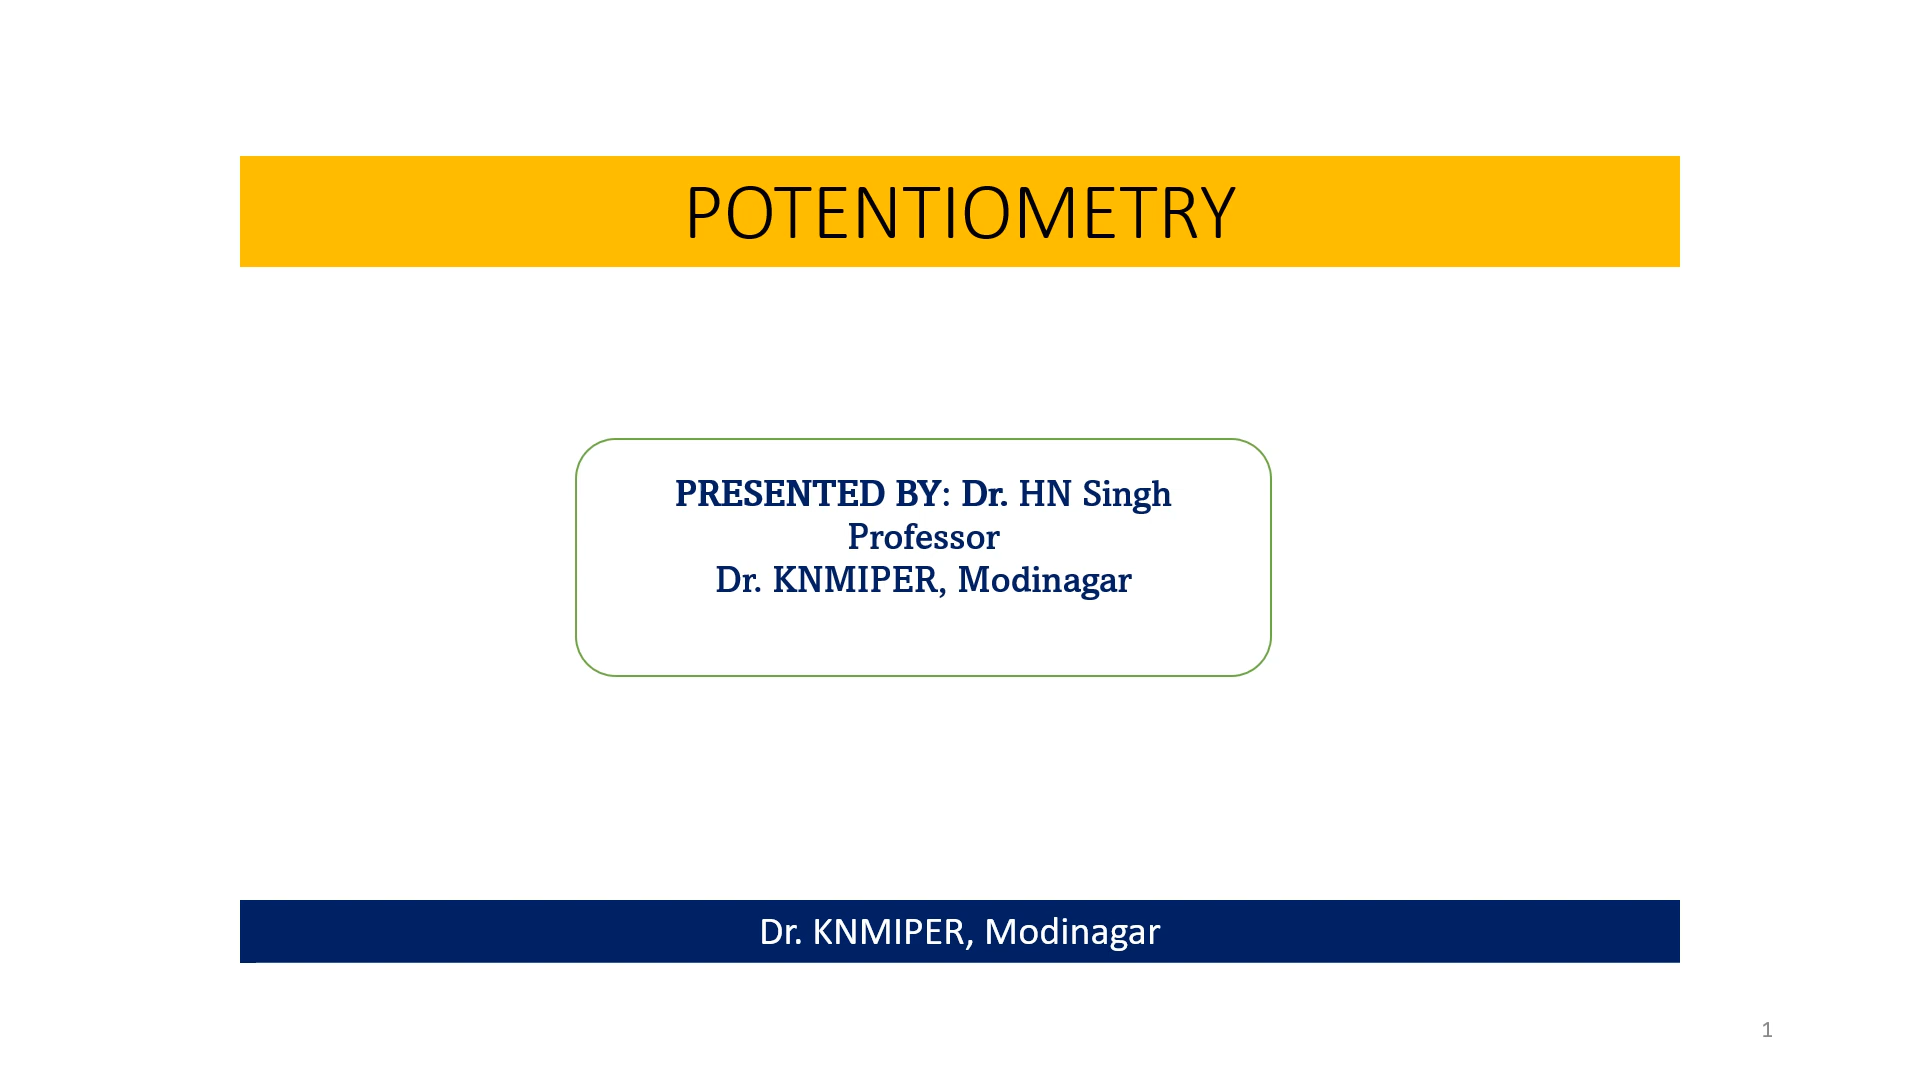 POTENTIOMETRY
PRESENTED BY: Dr. HN Singh
Professor
Dr. KNMIPER, Modinagar
Dr. KNMIPER, Modinagar
1